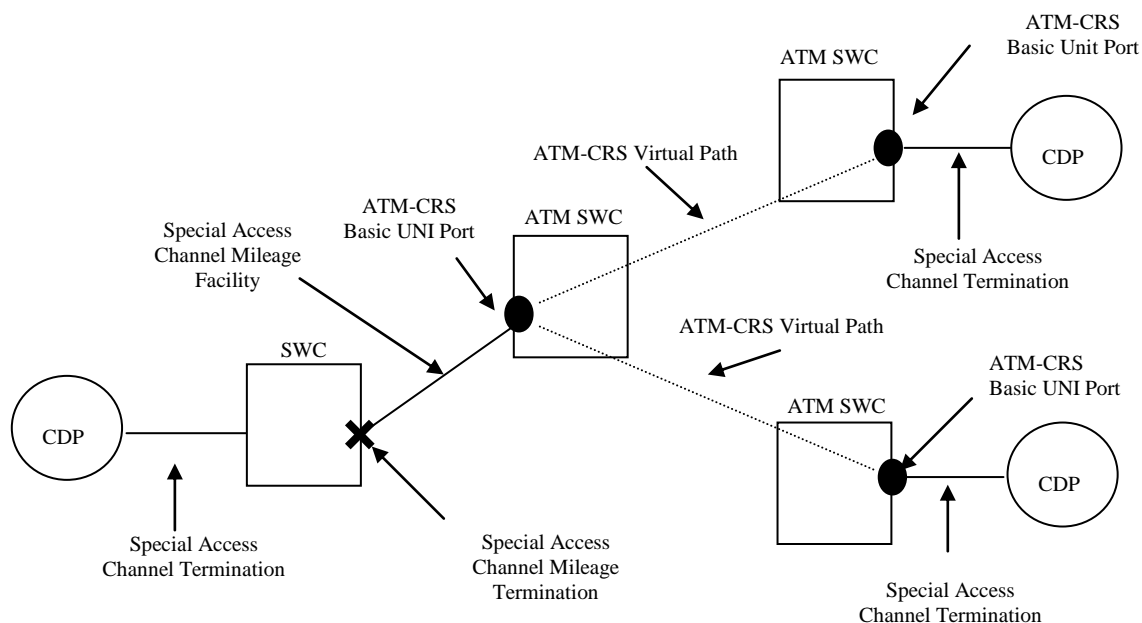 ATM-CRS
Basic Unit Port
ATM SWC
CDP
ATM-CRS Virtual Path
ATM-CRS
Basic UNI Port
ATM SWC
Special Access
Channel Mileage
Facility
Special Access
Channel Termination
ATM-CRS Virtual Path
SWC
ATM-CRS
Basic UNI Port
ATM SWC
CDP
CDP
Special Access
Channel Termination
Special Access
Channel Mileage
Termination
Special Access
Channel Termination